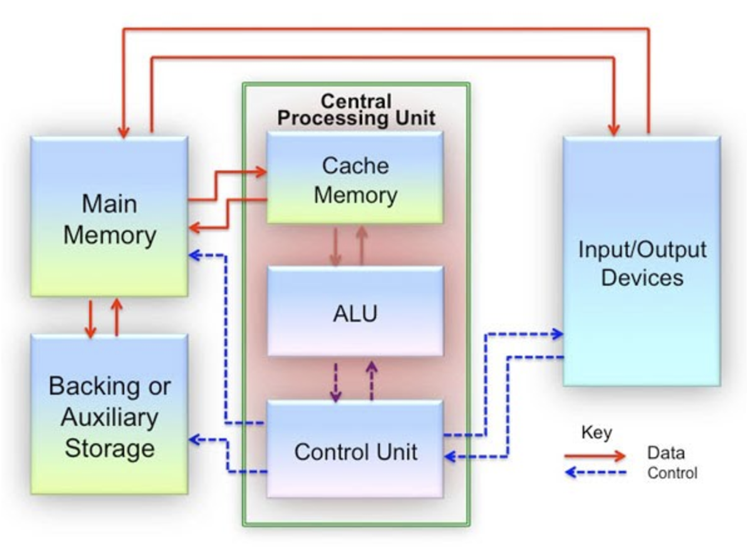 Central
Processing Unit
Cache
Memory
Main
Memory
Input/Output
Devices
ALU
Backing or
Auxiliary
Storage
Control Unit
Key
Data
Control